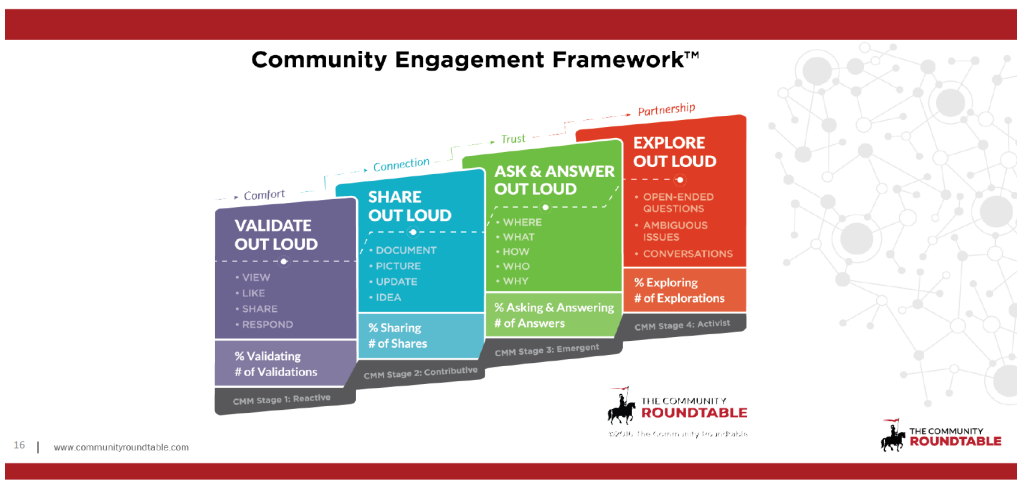 Community Engagement Framework™
Comfort
VALIDATE
OUT LOUD
• VIEW
• LIKE
• SHARE
• RESPOND
% Validating
# of Validations
CMM Stage 1: Reactive
Connection
SHARE
OUT LOUD
• DOCUMENT
• PICTURE
• UPDATE
• IDEA
% Sharing
# of Shares
CMM Stage 2: Contributive
Trust
ASK & ANSWER
OUT LOUD
• WHERE
• WHAT
• HOW
• WHO
• WHY
% Asking & Answering
# of Answers
CMM Stage 3: Emergent
Partnership
EXPLORE
OUT LOUD
• OPEN-ENDED
QUESTIONS
• AMBIGUOUS
ISSUES
• CONVERSATIONS
% Exploring
# of Explorations
CMM Stage 4: Activist
THE COMMUNITY
ROUNDTABLE
The Community Roundtable
16 | www.communityroundtable.com
THE COMMUNITY
ROUNDTABLE